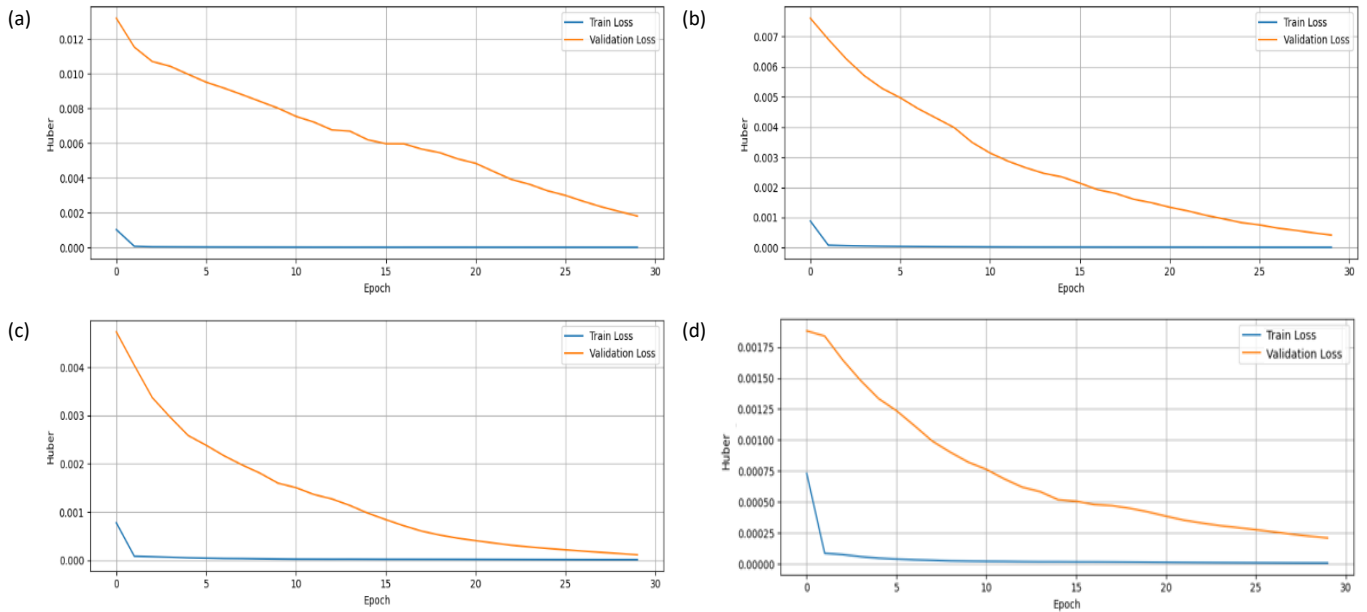 (a)
Train Loss
Validation Loss
0.012
0.010
0.008
0.006
0.004
0.002
0.000
Huber
0 5 10 15 20 25 30
Epoch
(b)
Train Loss
Validation Loss
0.007
0.006
0.005
0.004
0.003
0.002
0.001
0.000
Huber
0 5 10 15 20 25 30
Epoch
(c)
Train Loss
Validation Loss
0.004
0.003
0.002
0.001
0.000
Huber
0 5 10 15 20 25 30
Epoch
(d)
Train Loss
Validation Loss
0.00175
0.00150
0.00125
0.00100
0.00075
0.00050
0.00025
0.00000
Huber
0 5 10 15 20 25 30
Epoch